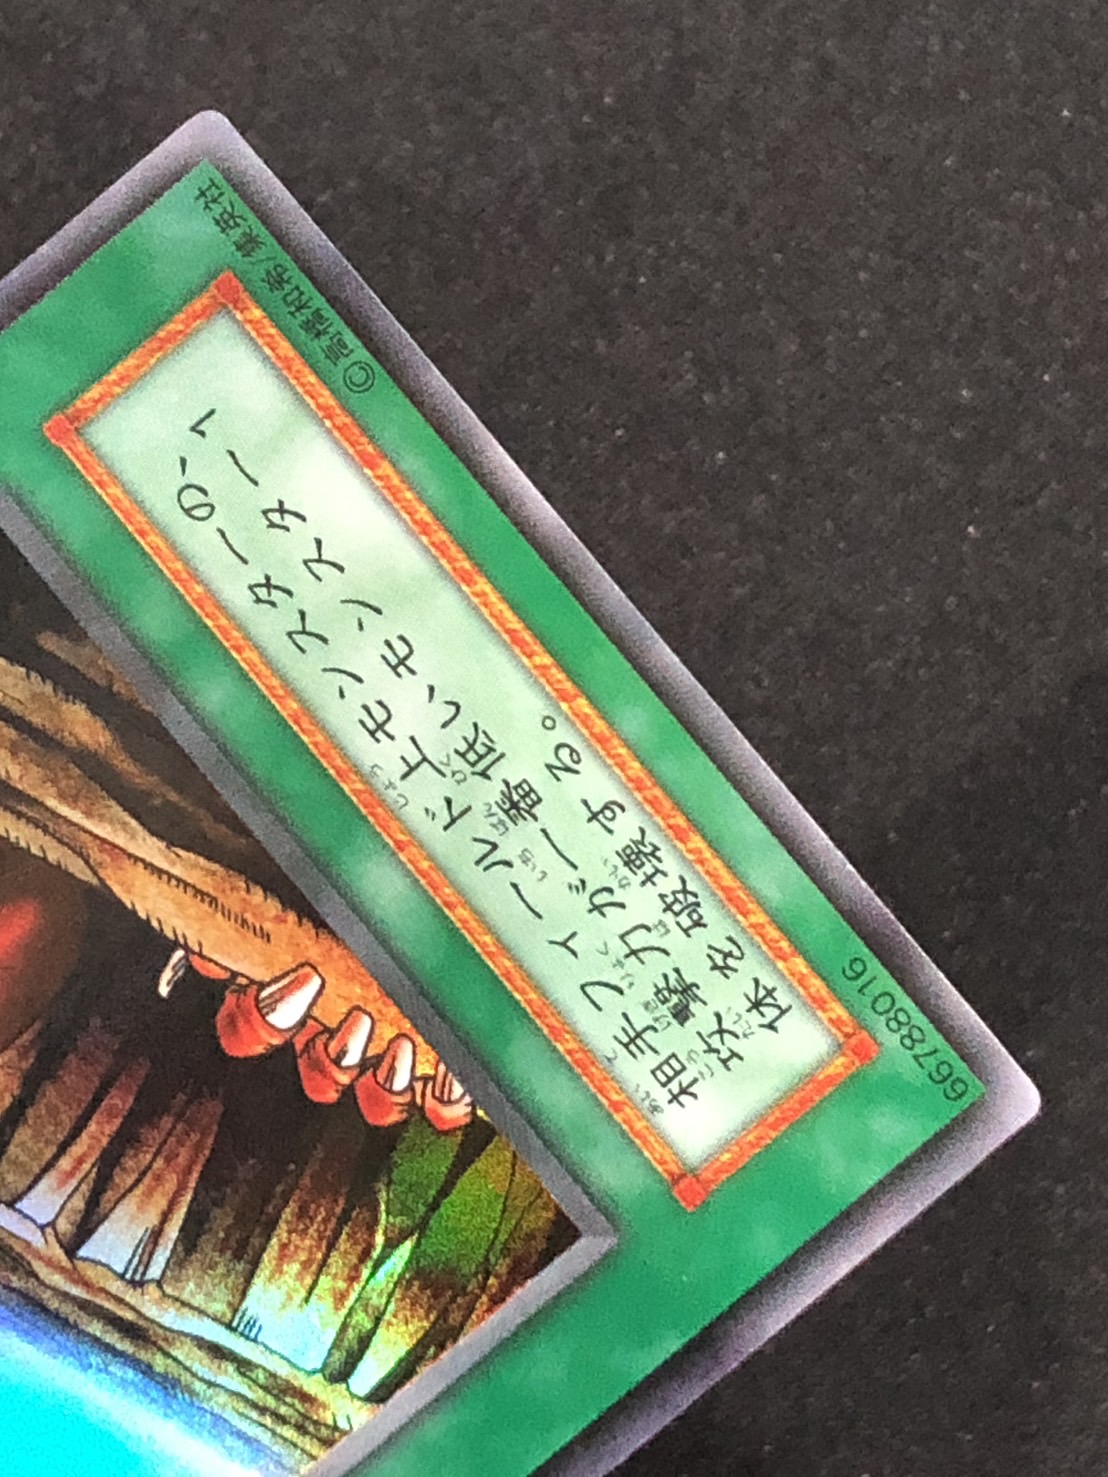 相手フィールド上モンスターの、
攻撃力が一番低いモンスター1
体を破壊する。
66788016
©高橋和希/集英社